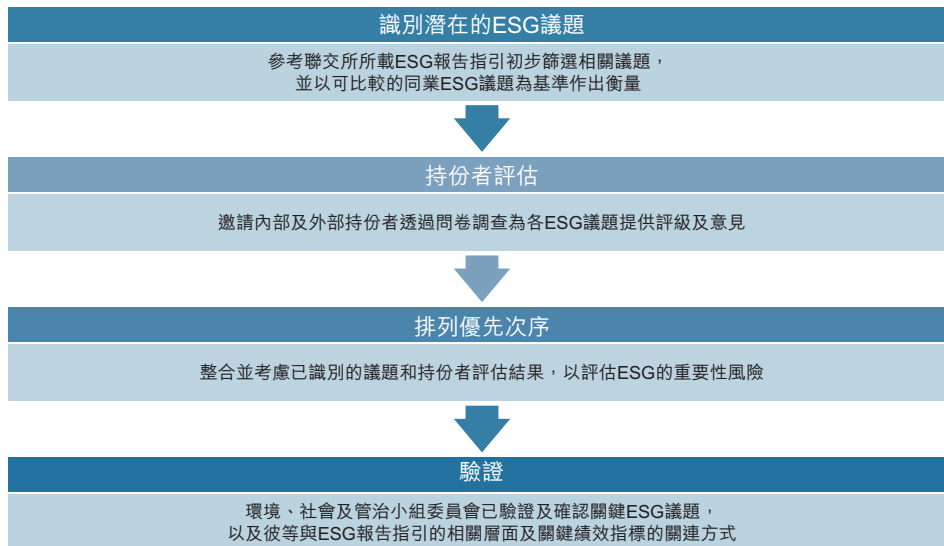 識別潛在的ESG議題
參考聯交所所載ESG報告指引初步篩選相關議題，
並以可比較的同業ESG議題為基準作出衡量
持份者評估
邀請內部及外部持份者透過問卷調查為各ESG議題提供評級及意見
排列優先次序
整合並考慮已識別的議題和持份者評估結果，以評估ESG的重要性風險
驗證
環境、社會及管治小組委員會已驗證及確認關鍵ESG議題，
以及彼等與ESG報告指引的相關層面及關鍵績效指標的關連方式